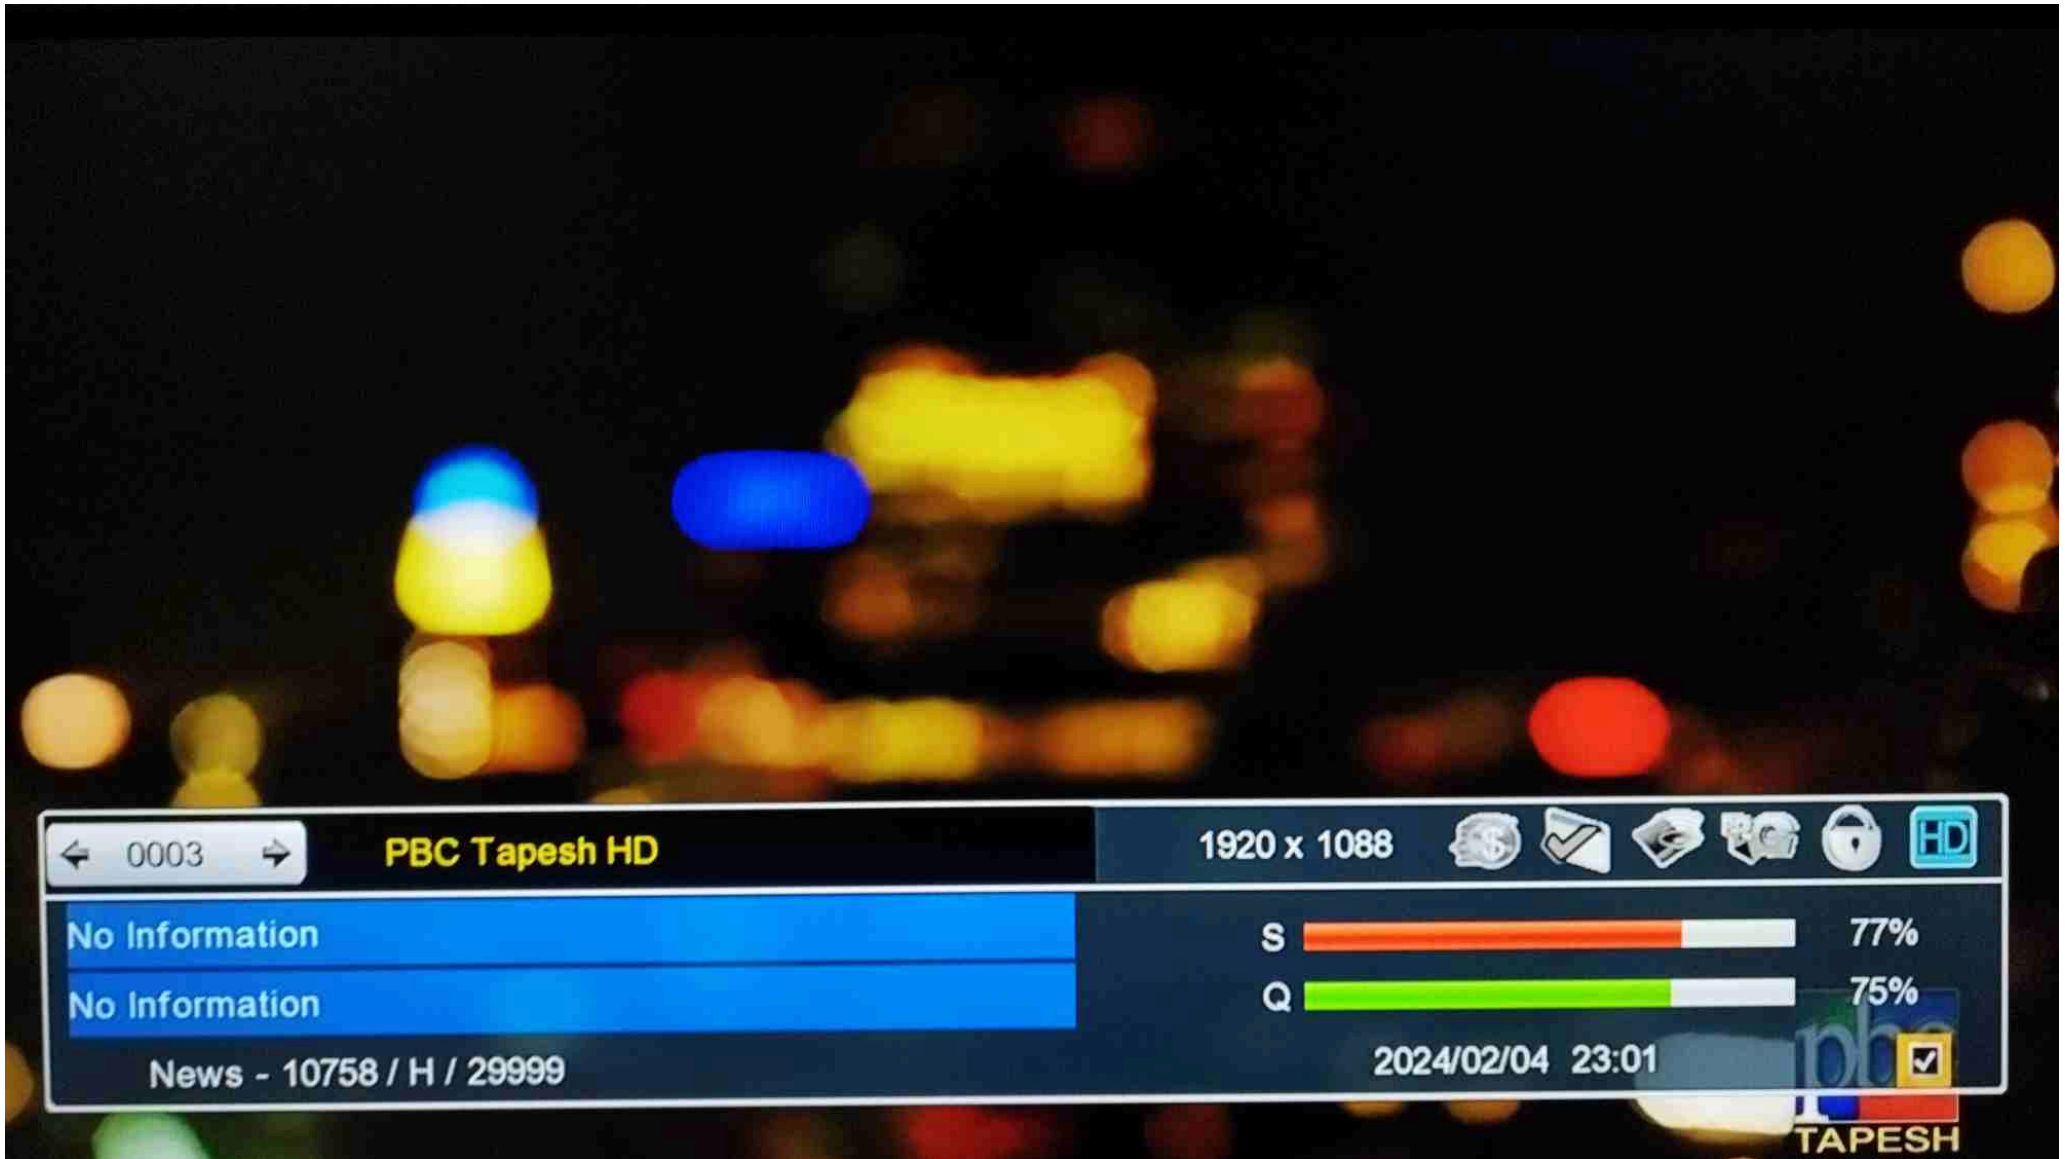 0003
PBC Tapesh HD
1920 x 1088
HD
No Information
No Information
S 77%
Q 75%
News - 10758 / H / 29999
2024/02/04 23:01
pbc
TAPESH